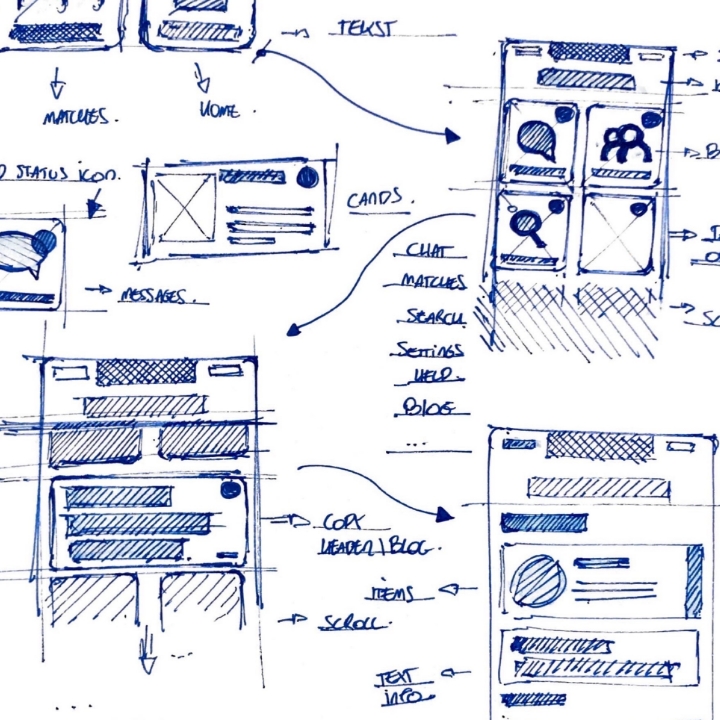 TEKST
MATCHES.
HOME.
STATUS ICON.
CARDS.
MESSAGES.
CHAT
MATCHES
SEARCH
SETTINGS
HELP.
BLOG
...
COPY
HEADER/BLOG.
ITEMS
SCROLL.
...
TEXT
INFO.
...